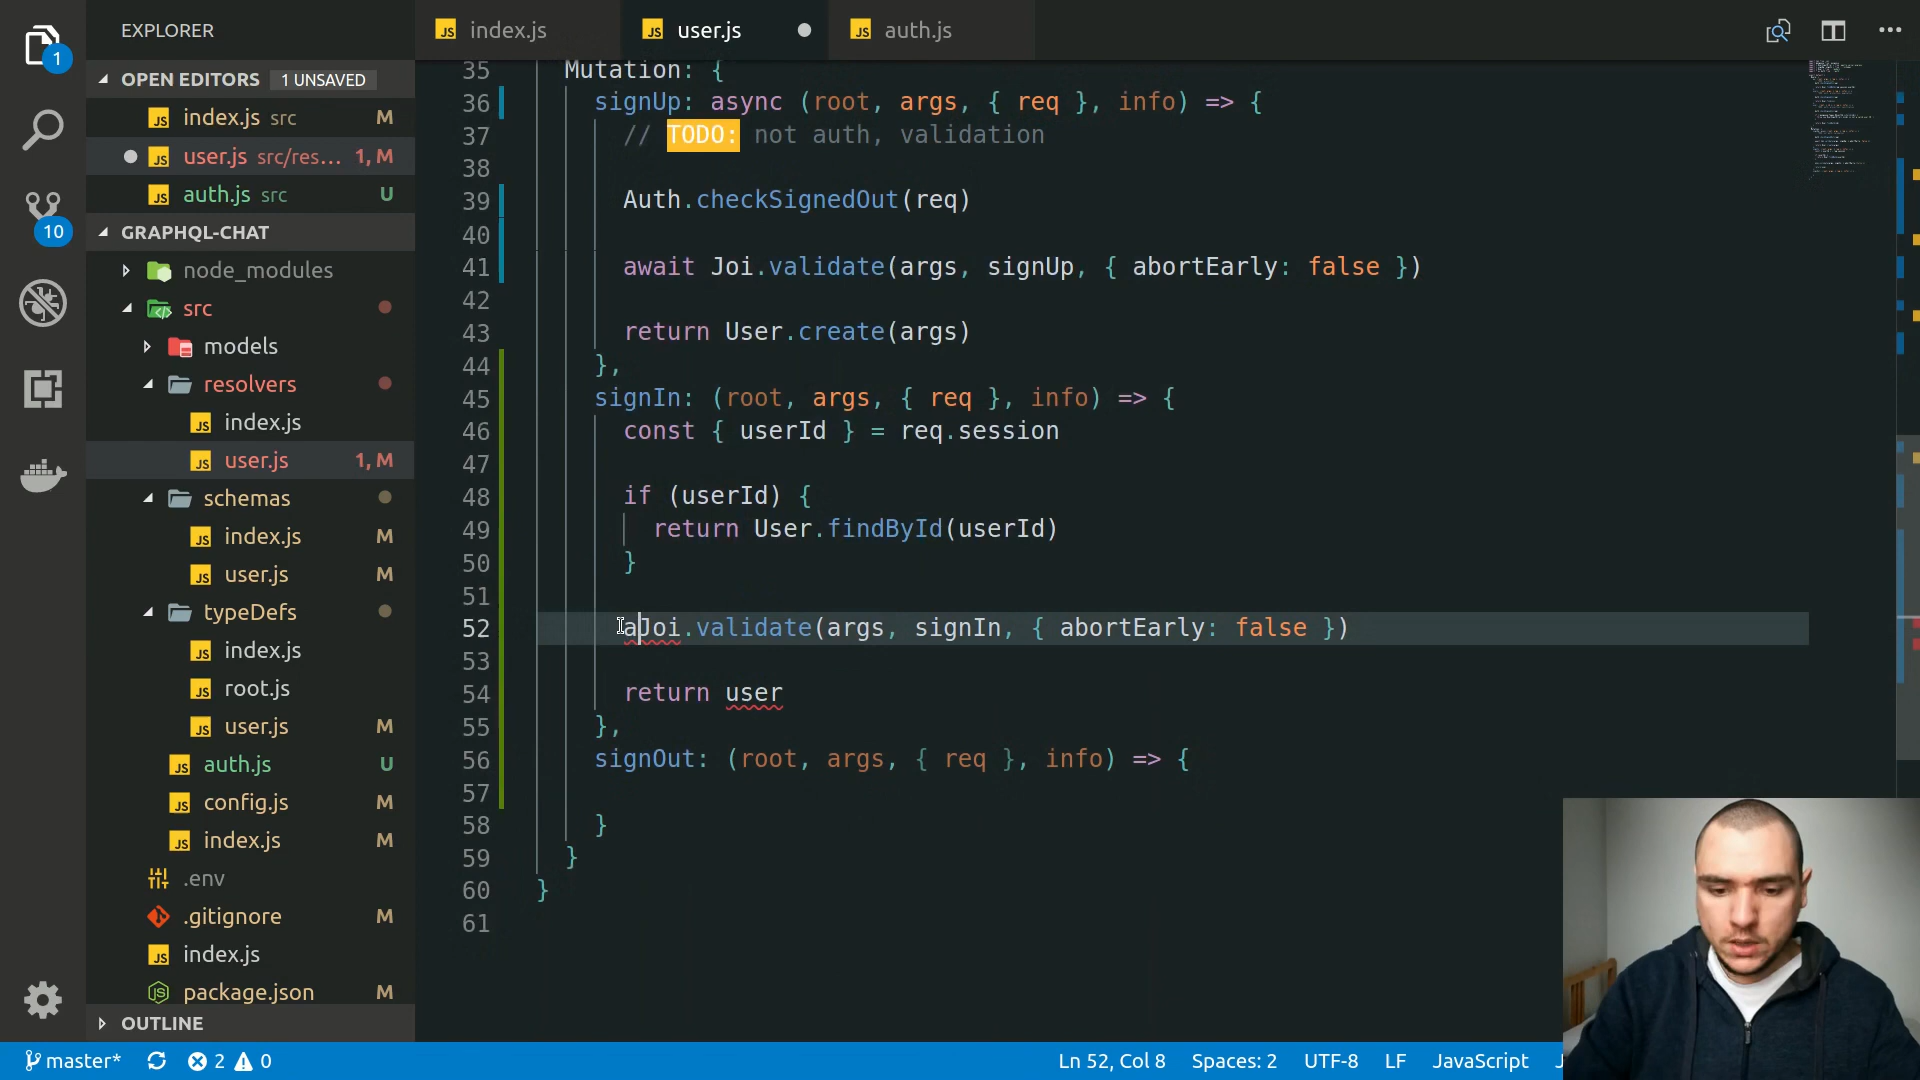 EXPLORER
OPEN EDITORS 1 UNSAVED
index.js src M
user.js src/res... 1, M
auth.js src U
GRAPHQL-CHAT
node_modules
src
models
resolvers
index.js
user.js 1, M
schemas
index.js M
user.js M
typeDefs
index.js
root.js
user.js M
auth.js U
config.js M
index.js M
.env
.gitignore M
index.js
package.json M
OUTLINE
1
10
index.js
user.js
auth.js
35 Mutation: {
36 signUp: async (root, args, { req }, info) => {
37 // TODO: not auth, validation
38
39 Auth.checkSignedOut(req)
40
41 await Joi.validate(args, signUp, { abortEarly: false })
42
43 return User.create(args)
44 },
45 signIn: (root, args, { req }, info) => {
46 const { userId } = req.session
47
48 if (userId) {
49 return User.findById(userId)
50 }
51
52 aJoi.validate(args, signIn, { abortEarly: false })
53
54 return user
55 },
56 signOut: (root, args, { req }, info) => {
57
58 }
59 }
60 }
61
master* 2 0 Ln 52, Col 8 Spaces: 2 UTF-8 LF JavaScript